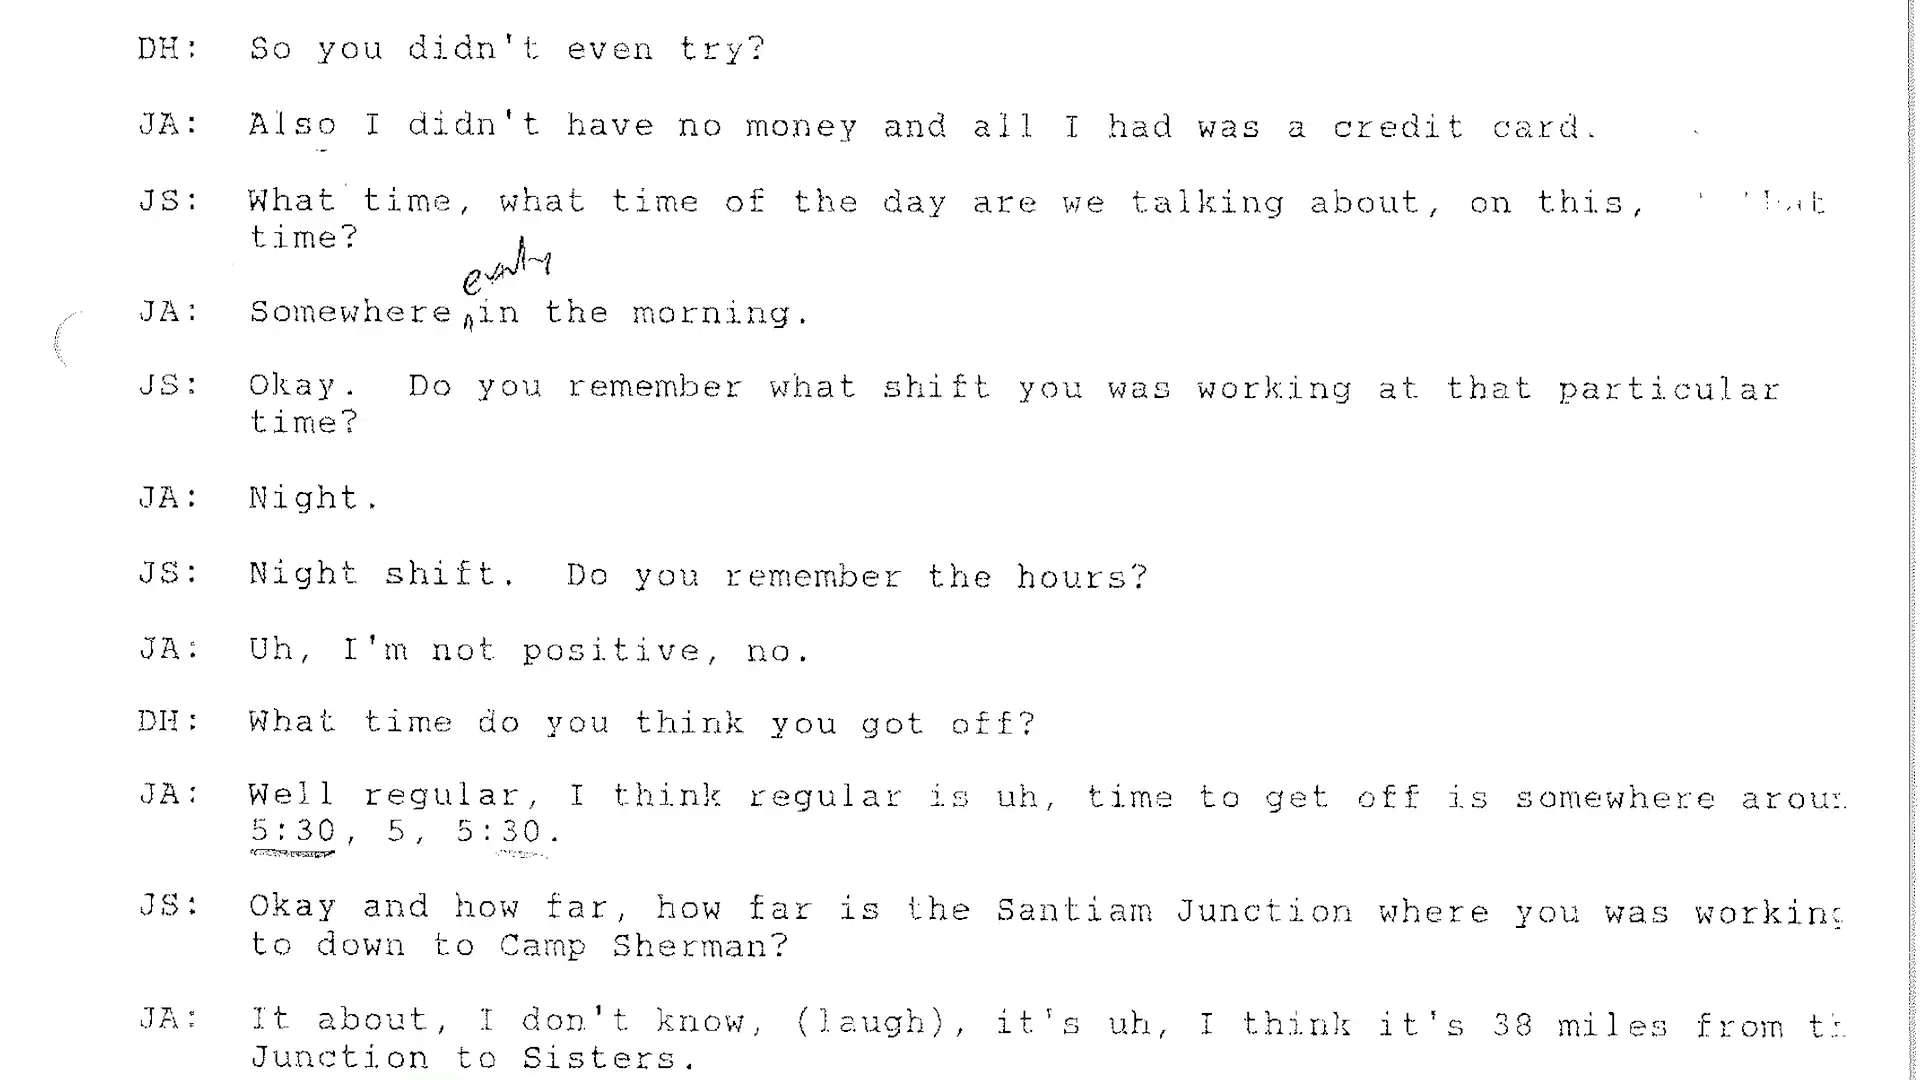 DH: So you didn't even try?
JA: Also I didn't have no money and all I had was a credit card.
JS: What time, what time of the day are we talking about, on this,
time?
early
JA: Somewhere in the morning.
JS: Okay. Do you remember what shift you was working at that particular
time?
JA: Night.
JS: Night shift. Do you remember the hours?
JA: Uh, I'm not positive, no.
DH: What time do you think you got off?
JA: Well regular, I think regular is uh, time to get off is somewhere aroun
5:30, 5, 5:30.
JS: Okay and how far, how far is the Santiam Junction where you was working
to down to Camp Sherman?
JA: It about, I don't know, (laugh), it's uh, I think it's 38 miles from th
Junction to Sisters.